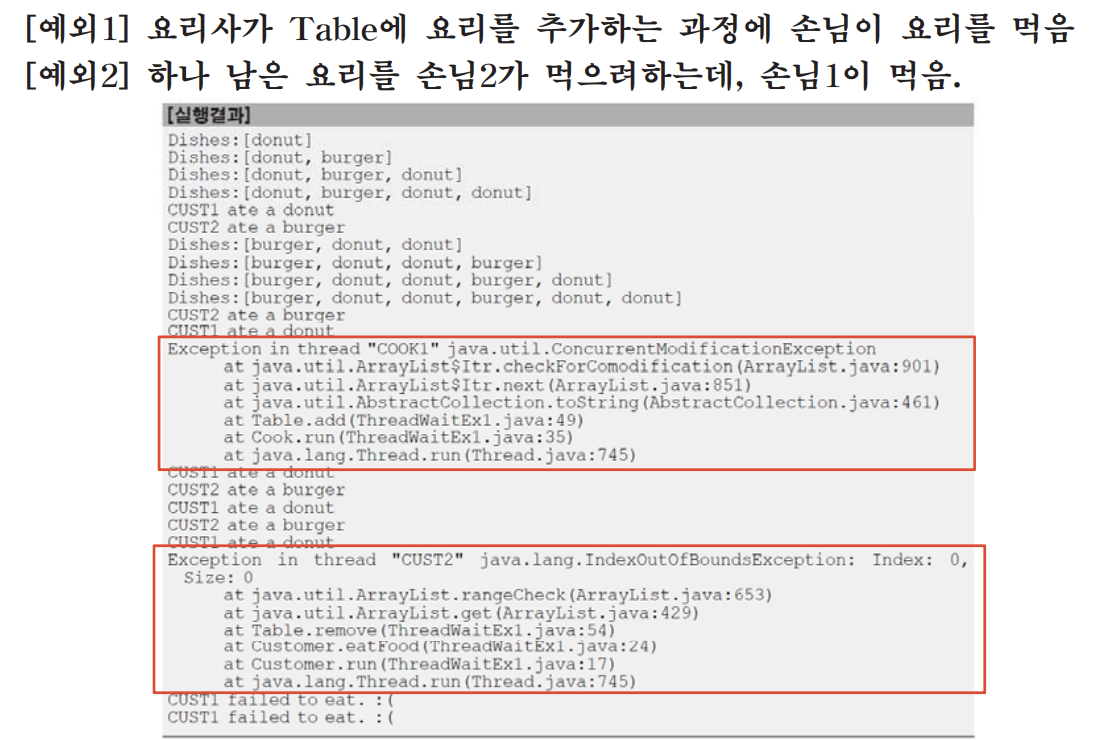 [예외1] 요리사가 Table에 요리를 추가하는 과정에 손님이 요리를 먹음
[예외2] 하나 남은 요리를 손님2가 먹으려하는데, 손님1이 먹음.
[실행결과]
Dishes:[donut]
Dishes:[donut, burger]
Dishes:[donut, burger, donut]
Dishes:[donut, burger, donut, donut]
CUST1 ate a donut
CUST2 ate a burger
Dishes:[burger, donut, donut]
Dishes:[burger, donut, donut, burger]
Dishes:[burger, donut, donut, burger, donut]
Dishes:[burger, donut, donut, burger, donut, donut]
CUST2 ate a burger
CUST1 ate a donut
Exception in thread "COOK1" java.util.ConcurrentModificationException
at java.util.ArrayList$Itr.checkForComodification(ArrayList.java:901)
at java.util.ArrayList$Itr.next(ArrayList.java:851)
at java.util.AbstractCollection.toString(AbstractCollection.java:461)
at Table.add(ThreadWaitEx1.java:49)
at Cook.run(ThreadWaitEx1.java:35)
at java.lang.Thread.run(Thread.java:745)
CUST1 ate a donut
CUST2 ate a burger
CUST1 ate a donut
CUST2 ate a burger
CUST1 ate a donut
Exception in thread "CUST2" java.lang.IndexOutOfBoundsException: Index: 0,
Size: 0
at java.util.ArrayList.rangeCheck(ArrayList.java:653)
at java.util.ArrayList.get(ArrayList.java:429)
at Table.remove(ThreadWaitEx1.java:54)
at Customer.eatFood(ThreadWaitEx1.java:24)
at Customer.run(ThreadWaitEx1.java:17)
at java.lang.Thread.run(Thread.java:745)
CUST1 failed to eat. :(
CUST1 failed to eat. :(